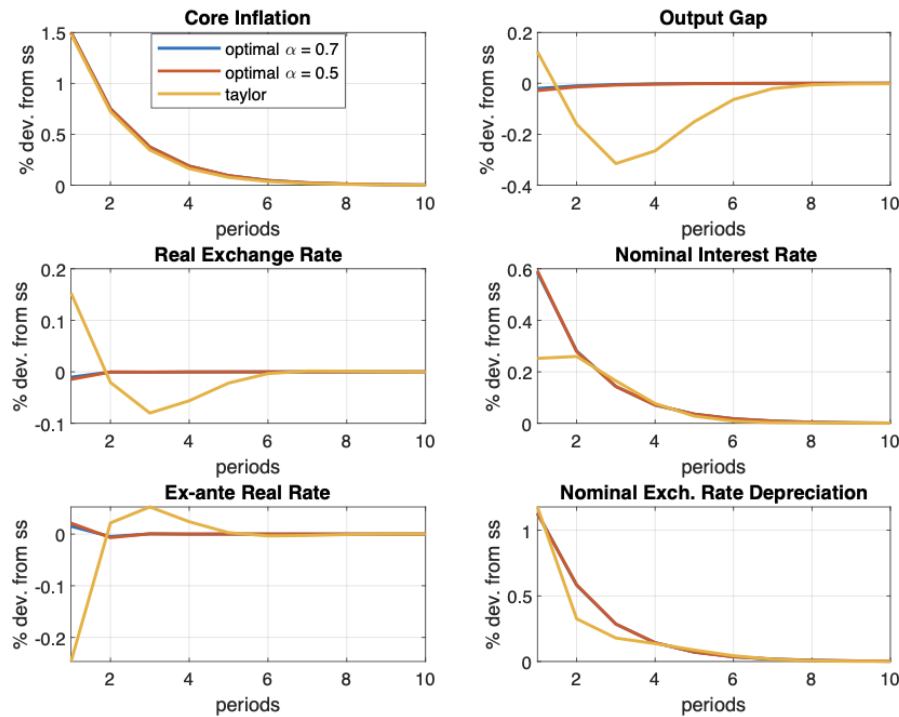 Core Inflation
% dev. from ss
1.5
1
0.5
0
optimal α = 0.7
optimal α = 0.5
taylor
2 4 6 8 10
periods
Output Gap
% dev. from ss
0.2
0
-0.2
-0.4
2 4 6 8 10
periods
Real Exchange Rate
% dev. from ss
0.2
0.1
0
-0.1
2 4 6 8 10
periods
Nominal Interest Rate
% dev. from ss
0.6
0.4
0.2
0
2 4 6 8 10
periods
Ex-ante Real Rate
% dev. from ss
0
-0.1
-0.2
2 4 6 8 10
periods
Nominal Exch. Rate Depreciation
% dev. from ss
1
0.5
0
2 4 6 8 10
periods